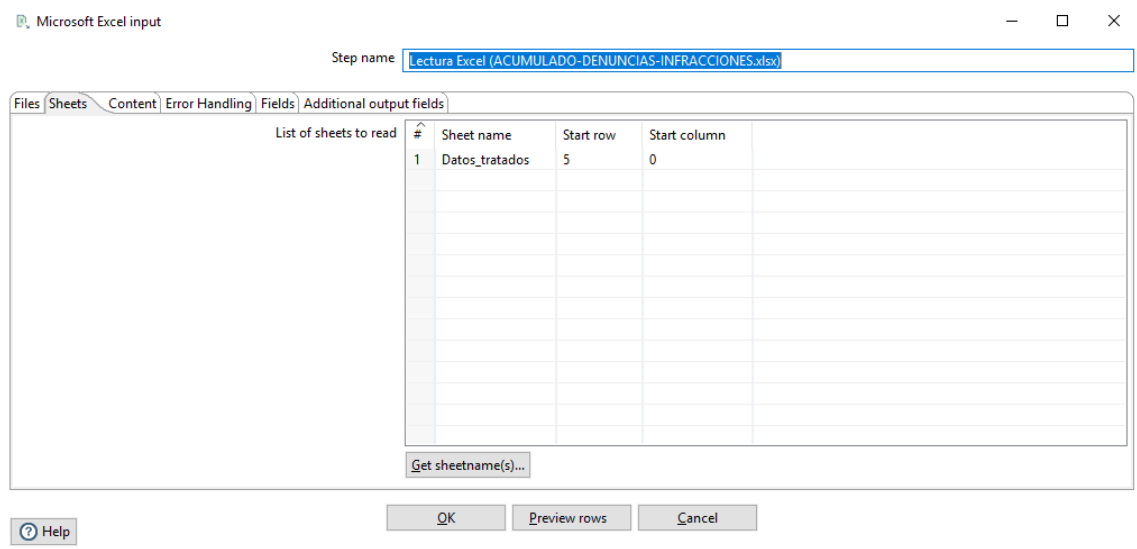 Microsoft Excel input
Step name Lectura Excel (ACUMULADO-DENUNCIAS-INFRACCIONES.xlsx)
Files Sheets Content Error Handling Fields Additional output fields
List of sheets to read # Sheet name Start row Start column
1 Datos_tratados 5 0
Get sheetname(s)...
OK Preview rows Cancel
Help